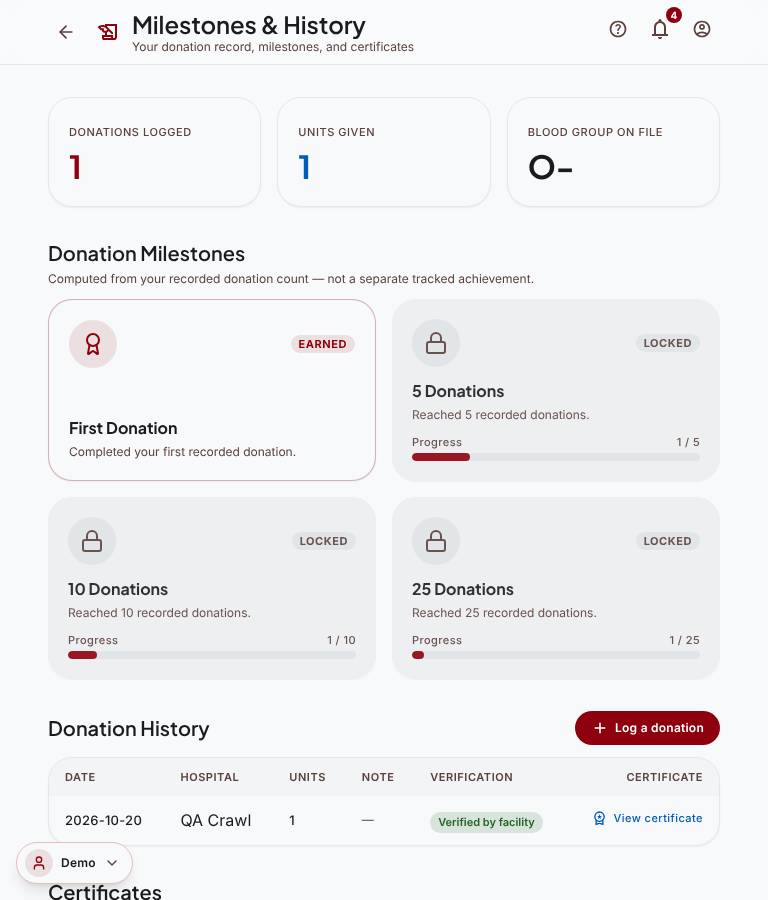 Milestones & History
Your donation record, milestones, and certificates
4
DONATIONS LOGGED
1
UNITS GIVEN
1
BLOOD GROUP ON FILE
O-
Donation Milestones
Computed from your recorded donation count — not a separate tracked achievement.
EARNED
First Donation
Completed your first recorded donation.
LOCKED
5 Donations
Reached 5 recorded donations.
Progress 1 / 5
LOCKED
10 Donations
Reached 10 recorded donations.
Progress 1 / 10
LOCKED
25 Donations
Reached 25 recorded donations.
Progress 1 / 25
Donation History
Log a donation
DATE HOSPITAL UNITS NOTE VERIFICATION CERTIFICATE
2026-10-20 QA Crawl 1 — Verified by facility View certificate
Demo
Certificates